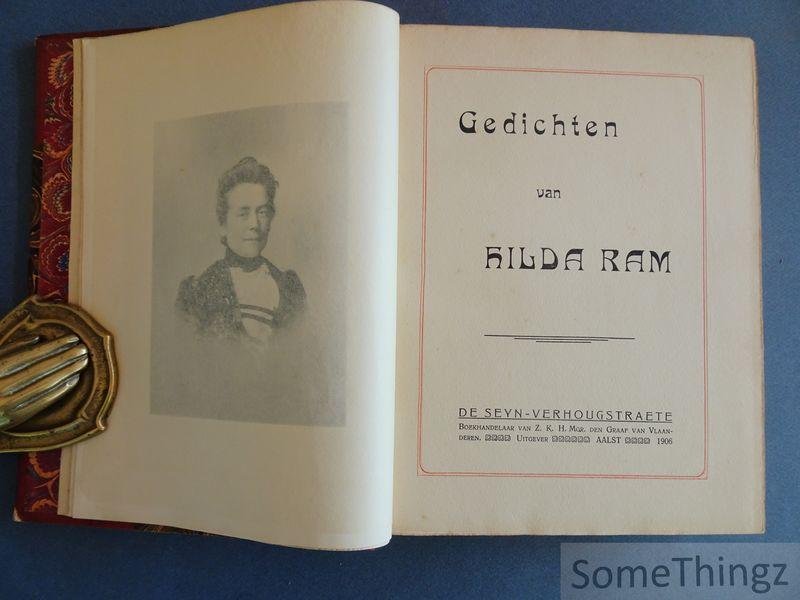 Gedichten
van
HILDA RAM
DE SEYN-VERHOUGSTRAETE
BOEKHANDELAAR VAN Z. K. H. MGR. DEN GRAAF VAN VLAAN-
DEREN. UITGEVER AALST 1906
SomeThingz